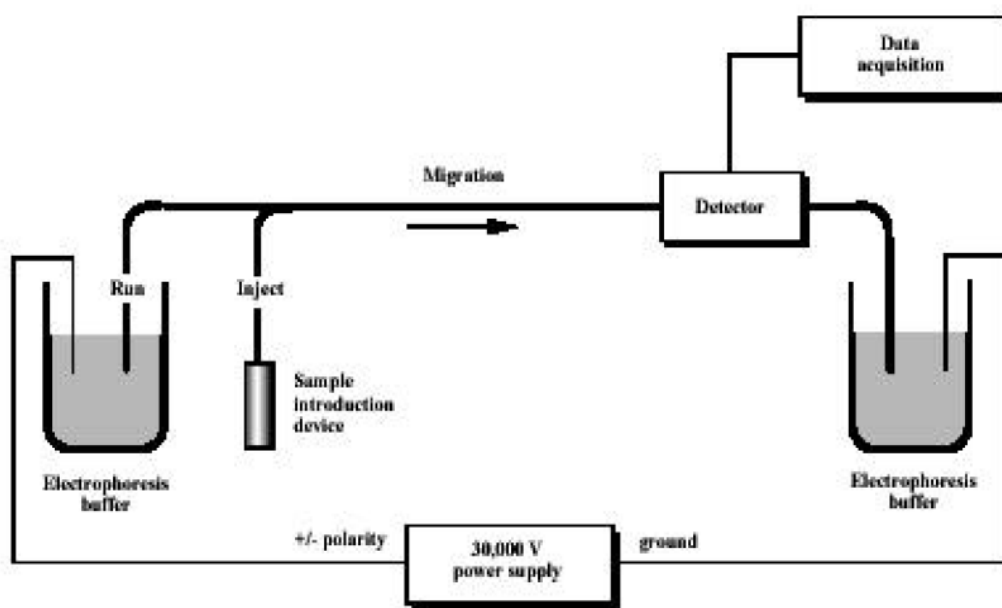 Data
acquisition
Migration
Detector
Run
Inject
Sample
introduction
device
Electrophoresis
buffer
Electrophoresis
buffer
+/- polarity
30,000 V
power supply
ground